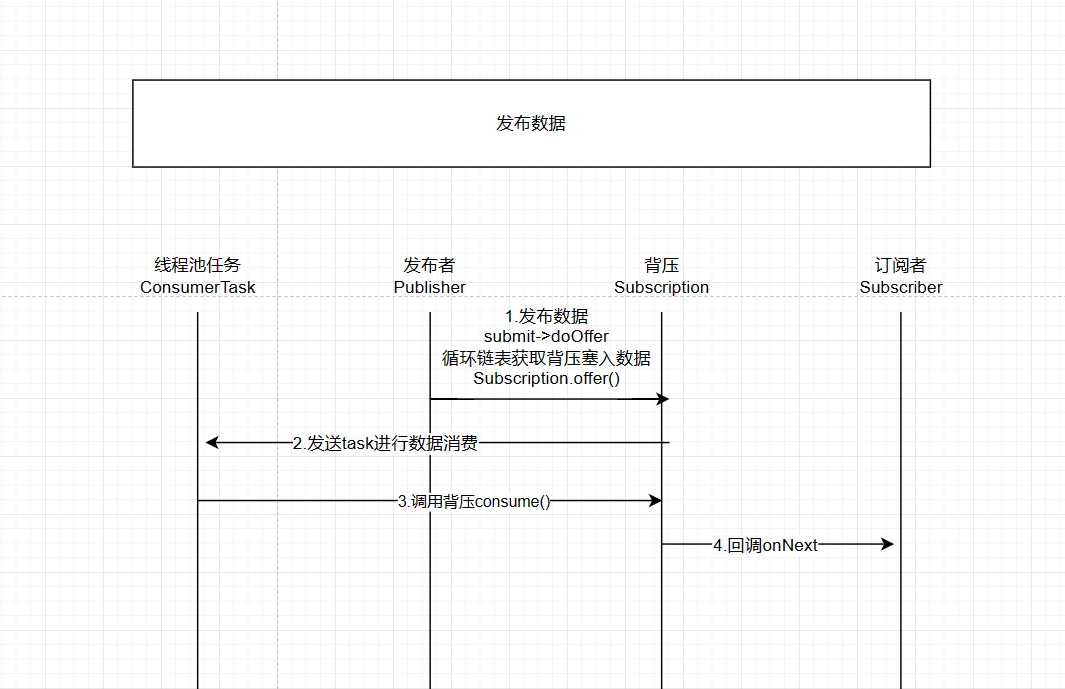 发布数据
线程池任务
ConsumerTask
发布者
Publisher
背压
Subscription
订阅者
Subscriber
1.发布数据
submit->doOffer
循环链表获取背压塞入数据
Subscription.offer()
2.发送task进行数据消费
3.调用背压consume()
4.回调onNext